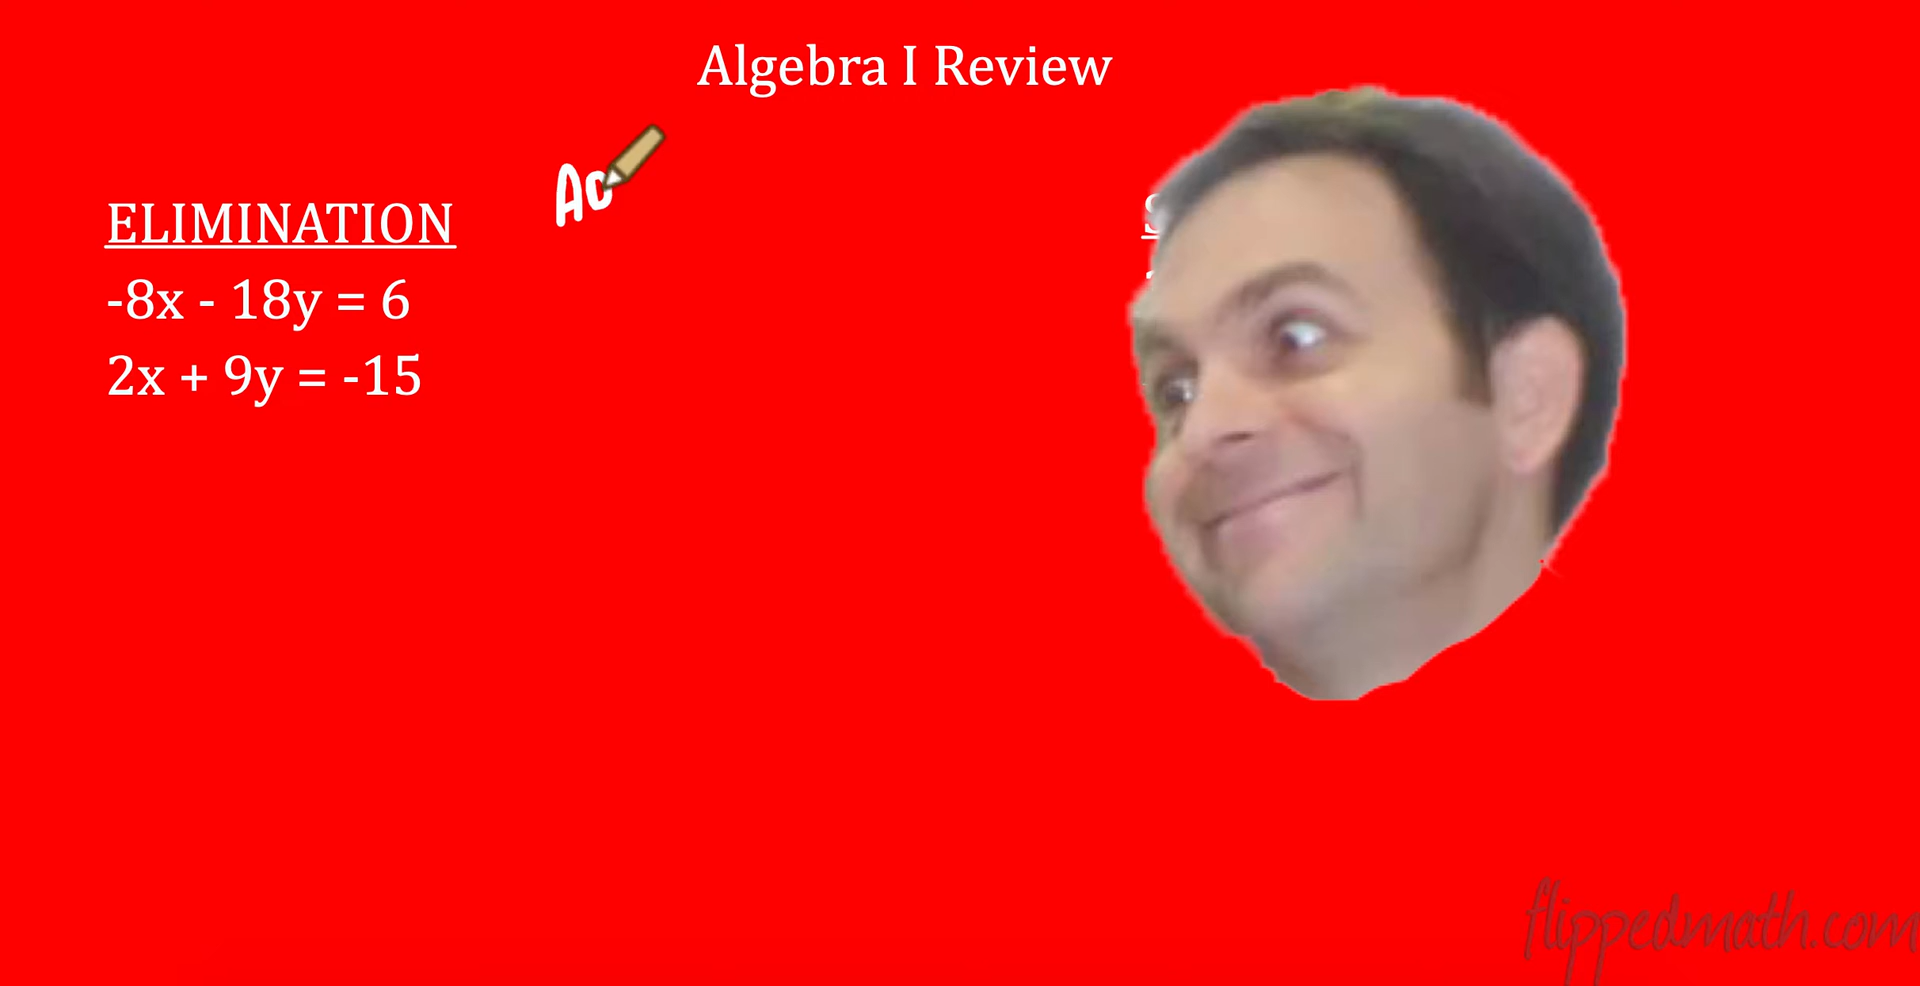 Algebra I Review
ELIMINATION
-8x - 18y = 6
2x + 9y = -15
flippedmath.com